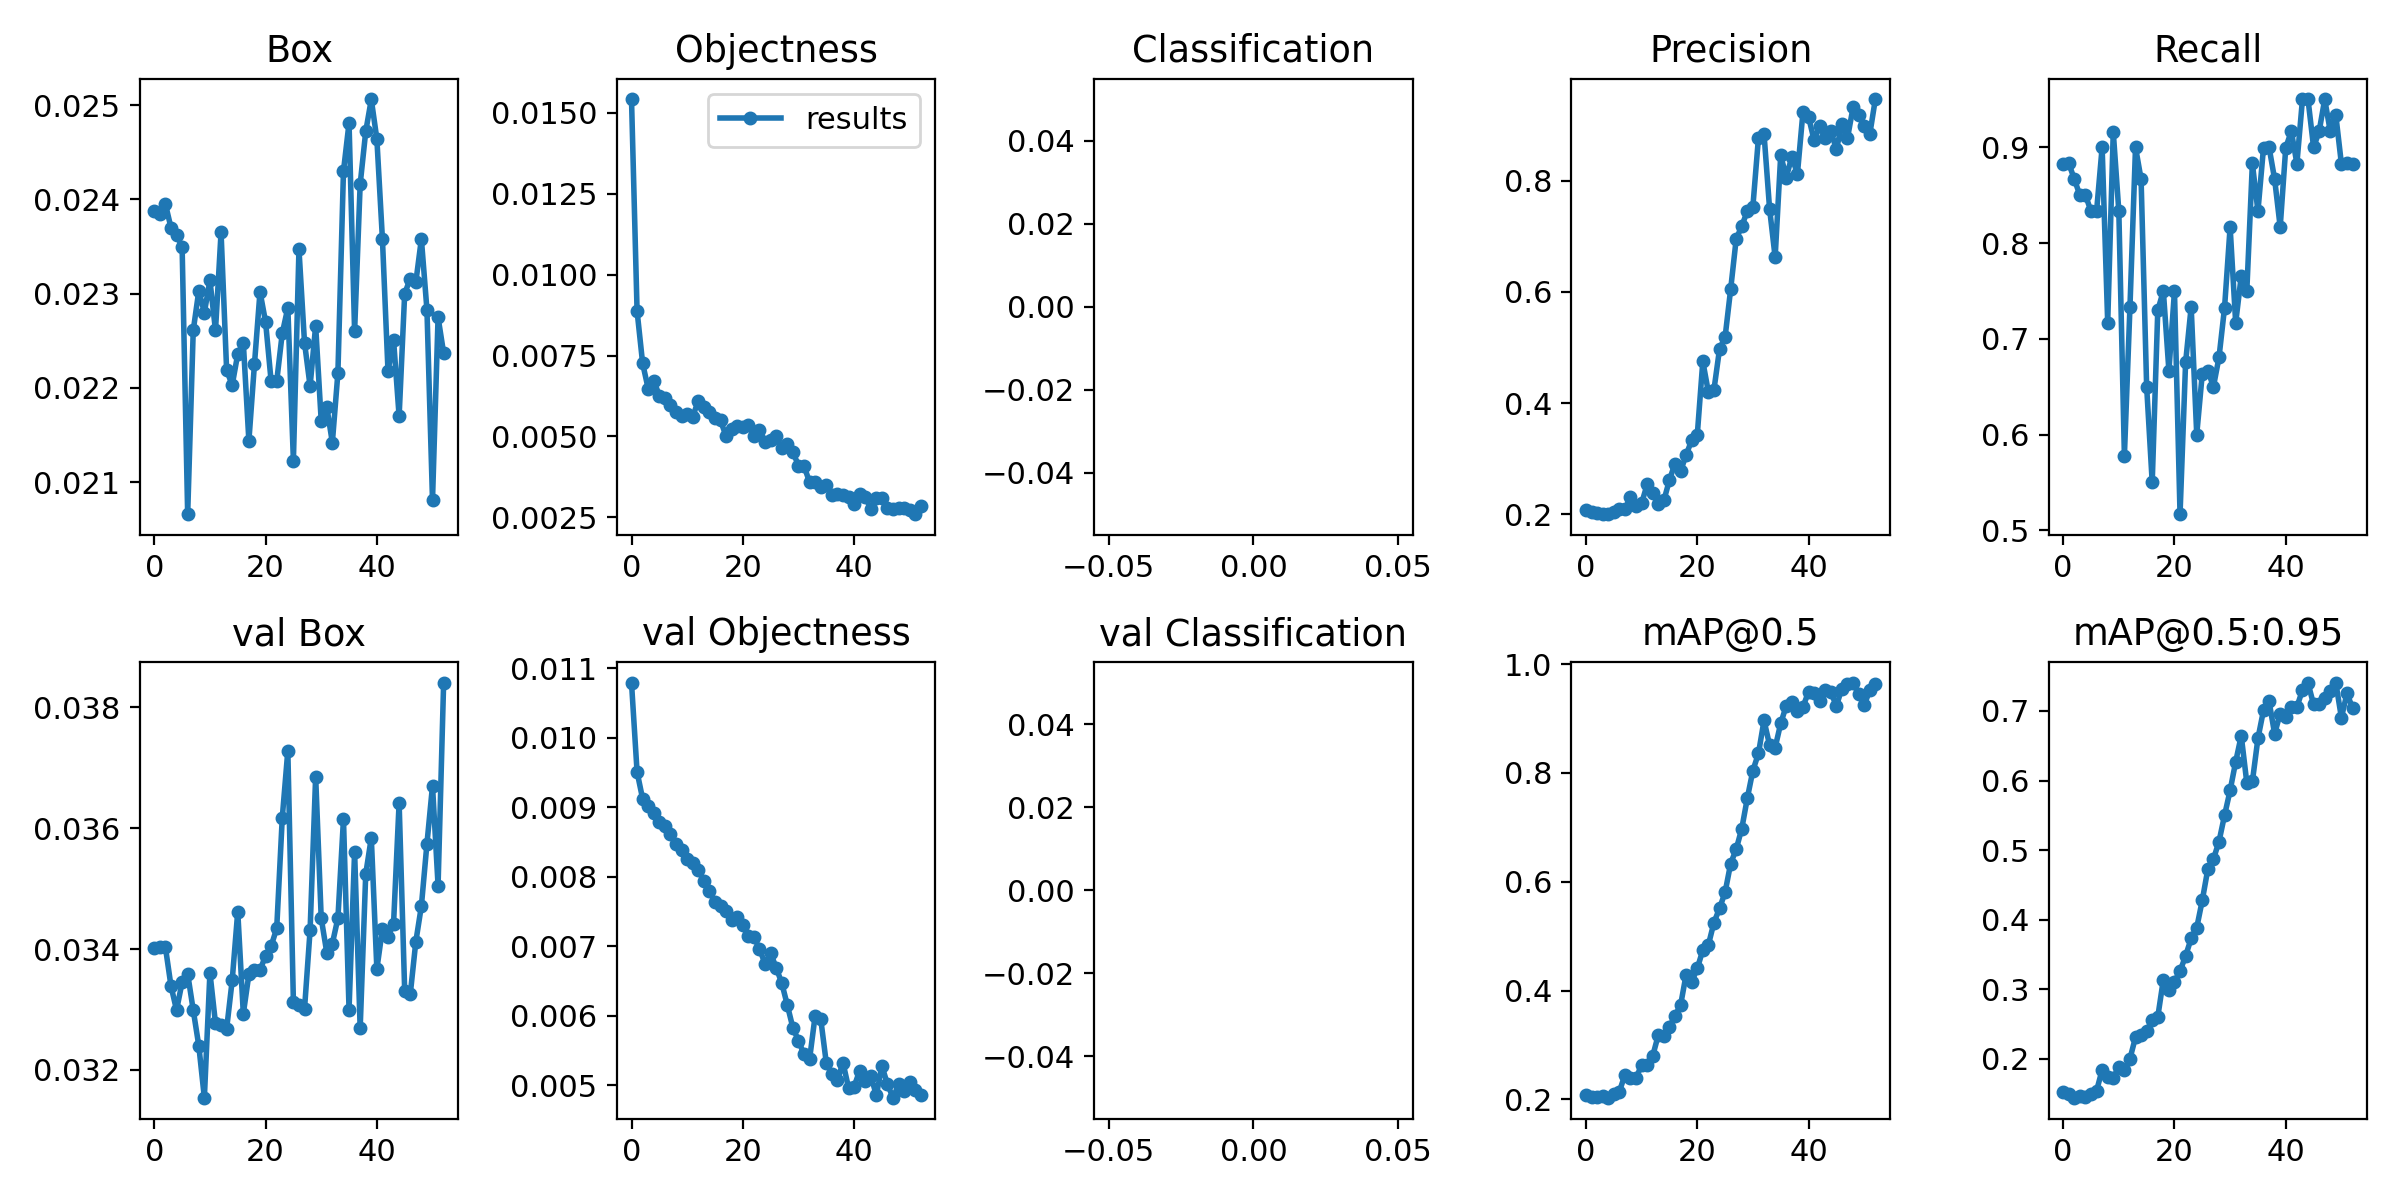 Box
Objectness
Classification
Precision
Recall
0.025
0.024
0.023
0.022
0.021
0 20 40
results
0.0150
0.0125
0.0100
0.0075
0.0050
0.0025
0 20 40
0.04
0.02
0.00
−0.02
−0.04
−0.05 0.00 0.05
0.8
0.6
0.4
0.2
0 20 40
0.9
0.8
0.7
0.6
0.5
0 20 40
val Box
val Objectness
val Classification
mAP@0.5
mAP@0.5:0.95
0.038
0.036
0.034
0.032
0 20 40
0.011
0.010
0.009
0.008
0.007
0.006
0.005
0 20 40
0.04
0.02
0.00
−0.02
−0.04
−0.05 0.00 0.05
1.0
0.8
0.6
0.4
0.2
0 20 40
0.7
0.6
0.5
0.4
0.3
0.2
0 20 40